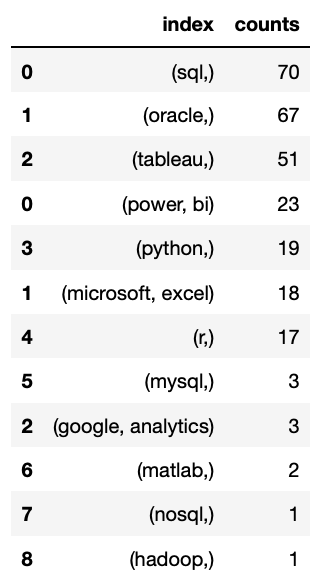 index counts
0 (sql,) 70
1 (oracle,) 67
2 (tableau,) 51
0 (power, bi) 23
3 (python,) 19
1 (microsoft, excel) 18
4 (r,) 17
5 (mysql,) 3
2 (google, analytics) 3
6 (matlab,) 2
7 (nosql,) 1
8 (hadoop,) 1